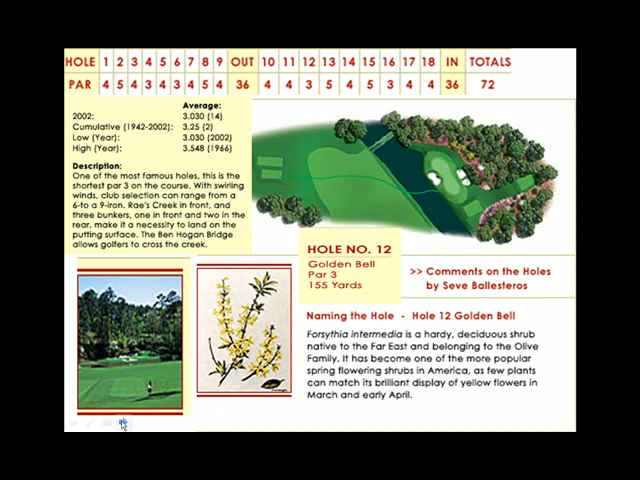 HOLE 1 2 3 4 5 6 7 8 9 OUT 10 11 12 13 14 15 16 17 18 IN TOTALS
PAR 4 5 4 3 4 3 4 5 4 36 4 4 3 5 4 5 3 4 4 36 72
Average:
2002: 3.030 (14)
Cumulative (1942-2002): 3.25 (2)
Low (Year): 3.030 (2002)
High (Year): 3.548 (1966)
Description:
One of the most famous holes, this is the
shortest par 3 on the course. With swirling
winds, club selection can range from a
6-to a 9-iron. Rae's Creek in front, and
three bunkers, one in front and two in the
rear, make it a necessity to land on the
putting surface. The Ben Hogan Bridge
allows golfers to cross the creek.
HOLE NO. 12
Golden Bell
Par 3
155 Yards
>> Comments on the Holes
by Seve Ballesteros
Naming the Hole - Hole 12 Golden Bell
Forsythia intermedia is a hardy, deciduous shrub
native to the Far East and belonging to the Olive
Family. It has become one of the more popular
spring flowering shrubs in America, as few plants
can match its brilliant display of yellow flowers in
March and early April.